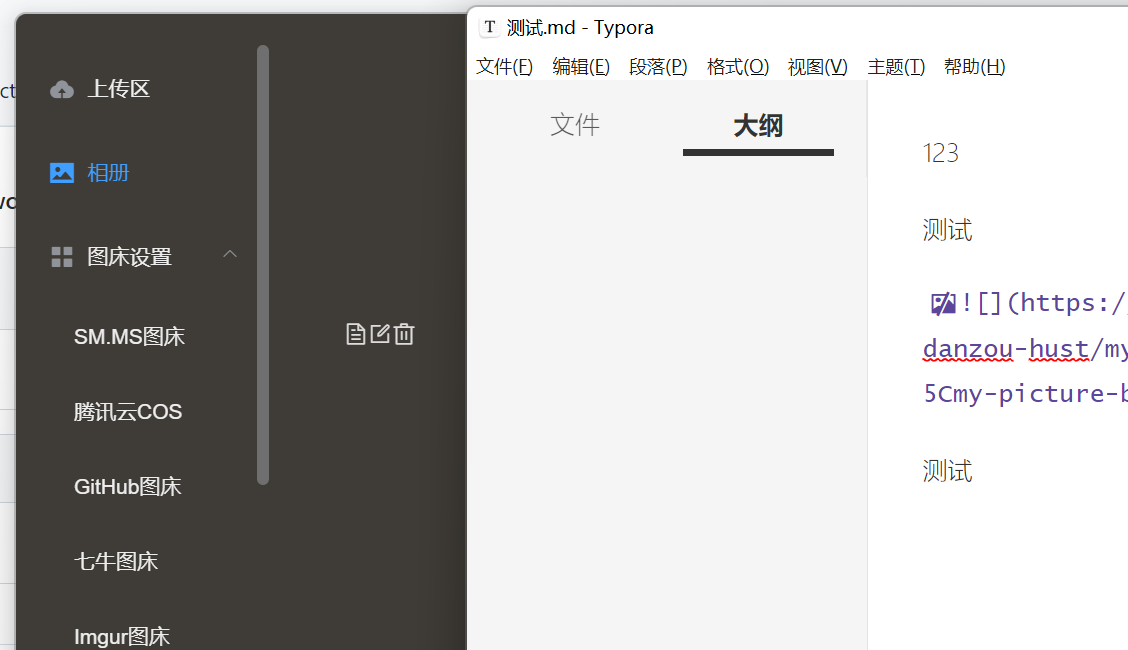 ct
上传区
相册
图床设置
SM.MS图床
腾讯云COS
GitHub图床
七牛图床
Imgur图床
T 测试.md - Typora
文件(F) 编辑(E) 段落(P) 格式(O) 视图(V) 主题(T) 帮助(H)
文件 大纲
123
测试
![](https:/
danzou-hust/my
5Cmy-picture-b
测试